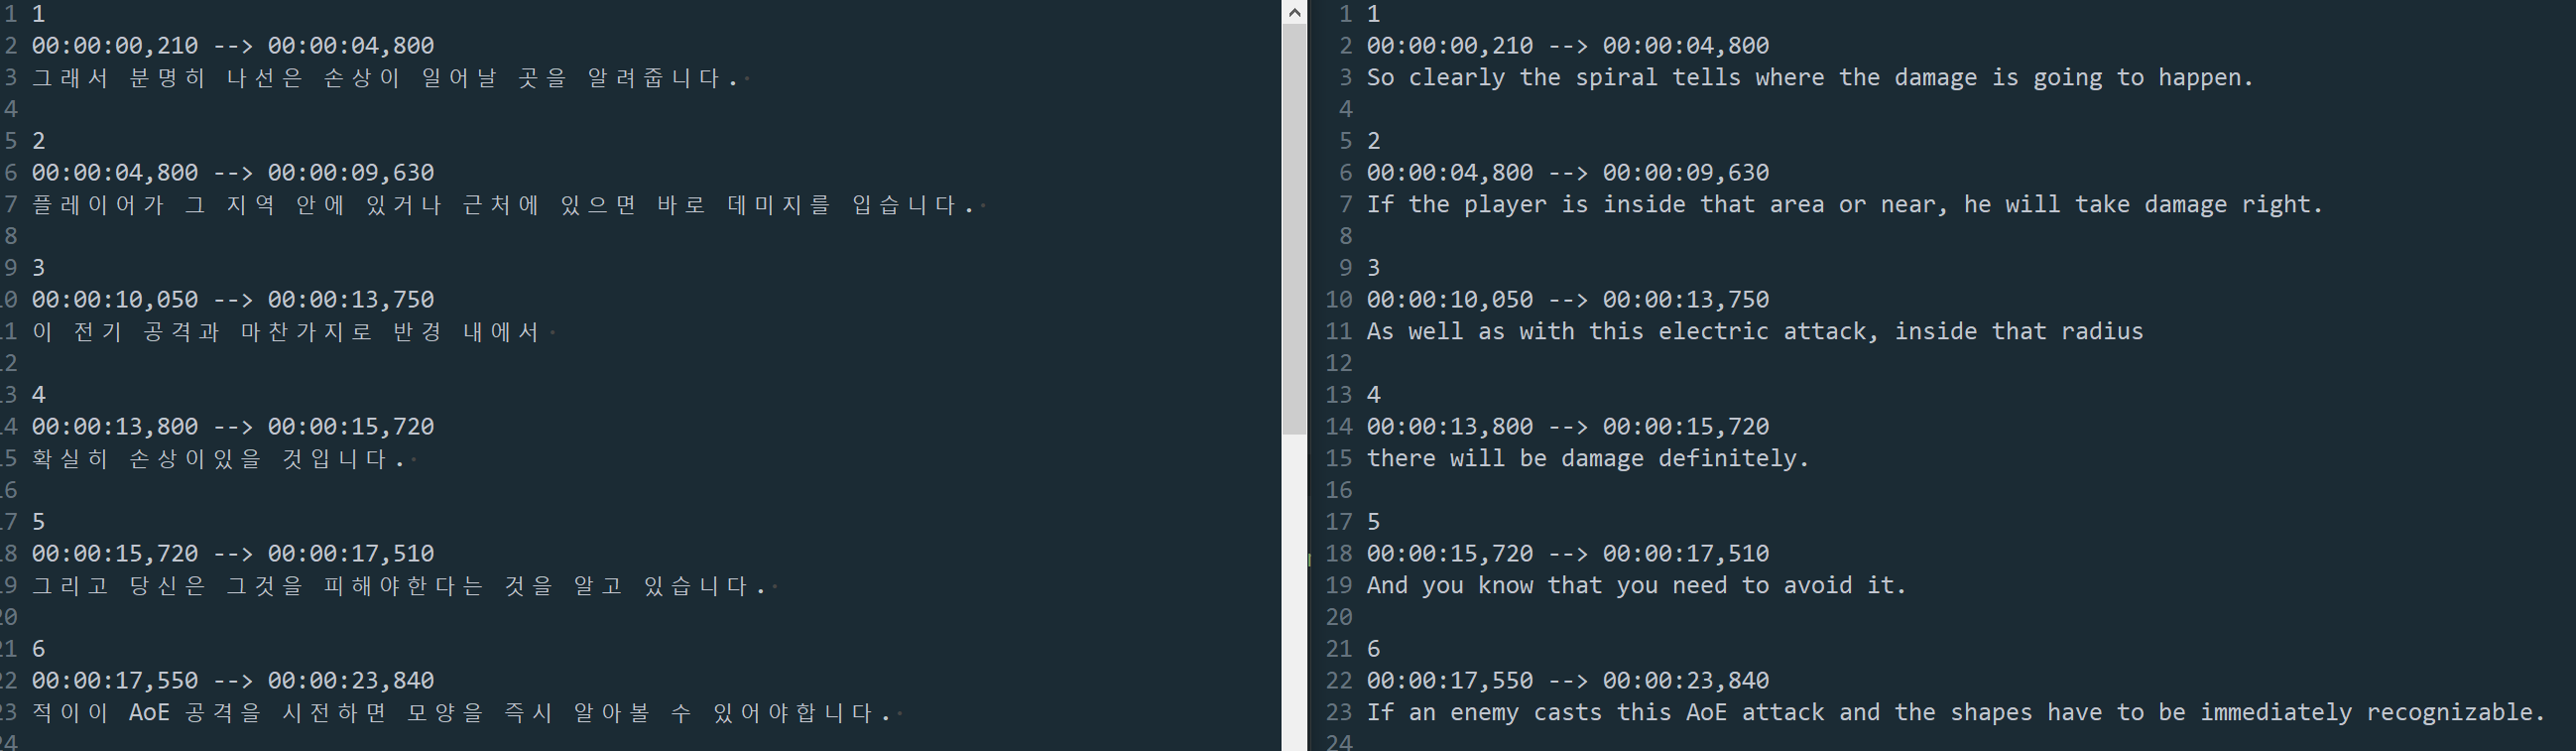 1 1
2 00:00:00,210 --> 00:00:04,800
3 그래서 분명히 나선은 손상이 일어날 곳을 알려줍니다.
4
5 2
6 00:00:04,800 --> 00:00:09,630
7 플레이어가 그 지역 안에 있거나 근처에 있으면 바로 데미지를 입습니다.
8
9 3
10 00:00:10,050 --> 00:00:13,750
11 이 전기 공격과 마찬가지로 반경 내에서
12
13 4
14 00:00:13,800 --> 00:00:15,720
15 확실히 손상이있을 것입니다.
16
17 5
18 00:00:15,720 --> 00:00:17,510
19 그리고 당신은 그것을 피해야한다는 것을 알고 있습니다.
20
21 6
22 00:00:17,550 --> 00:00:23,840
23 적이이 AoE 공격을 시전하면 모양을 즉시 알아볼 수 있어야합니다.
24
1 1
2 00:00:00,210 --> 00:00:04,800
3 So clearly the spiral tells where the damage is going to happen.
4
5 2
6 00:00:04,800 --> 00:00:09,630
7 If the player is inside that area or near, he will take damage right.
8
9 3
10 00:00:10,050 --> 00:00:13,750
11 As well as with this electric attack, inside that radius
12
13 4
14 00:00:13,800 --> 00:00:15,720
15 there will be damage definitely.
16
17 5
18 00:00:15,720 --> 00:00:17,510
19 And you know that you need to avoid it.
20
21 6
22 00:00:17,550 --> 00:00:23,840
23 If an enemy casts this AoE attack and the shapes have to be immediately recognizable.
24